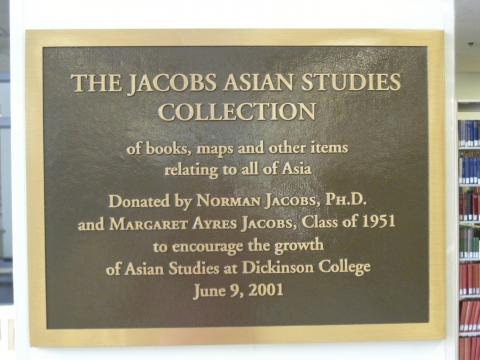 THE JACOBS ASIAN STUDIES
COLLECTION
of books, maps and other items
relating to all of Asia
Donated by NORMAN JACOBS, PH.D.
and MARGARET AYRES JACOBS, Class of 1951
to encourage the growth
of Asian Studies at Dickinson College
June 9, 2001